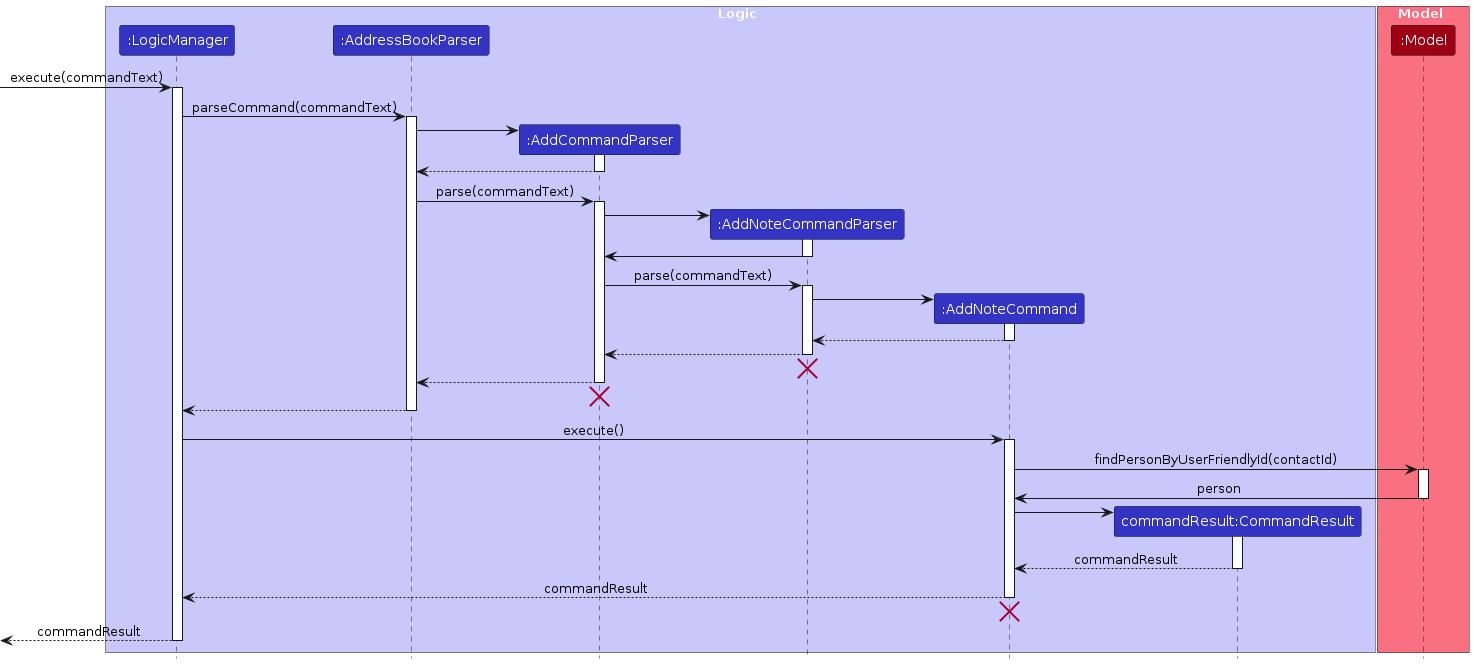 Logic
Model
:LogicManager
:AddressBookParser
:Model
execute(commandText)
parseCommand(commandText)
:AddCommandParser
parse(commandText)
:AddNoteCommandParser
parse(commandText)
:AddNoteCommand
execute()
findPersonByUserFriendlyId(contactId)
person
commandResult:CommandResult
commandResult
commandResult
commandResult